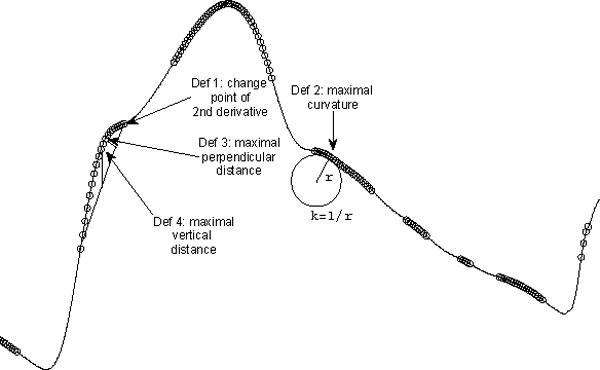 Def 1: change
point of
2nd derivative
Def 2: maximal
curvature
Def 3: maximal
perpendicular
distance
r
k=1/r
Def 4: maximal
vertical
distance